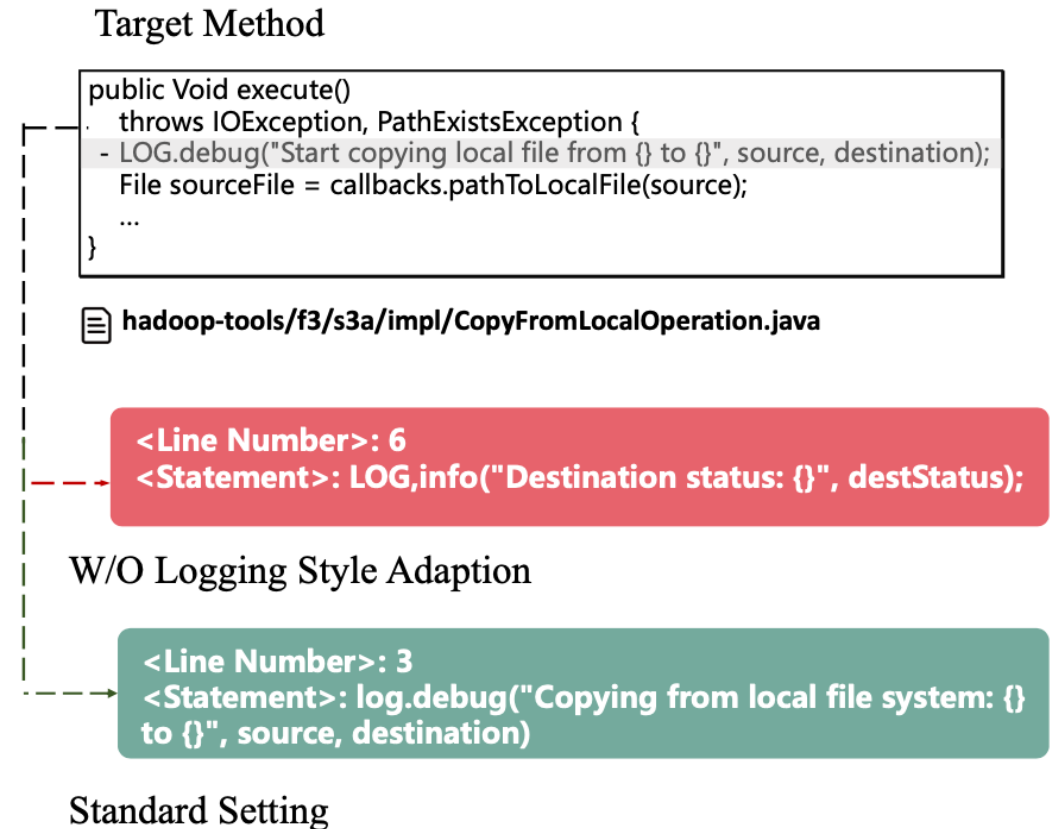 Target Method
public Void execute()
throws IOException, PathExistsException {
- LOG.debug("Start copying local file from {} to {}", source, destination);
File sourceFile = callbacks.pathToLocalFile(source);
...
}
hadoop-tools/f3/s3a/impl/CopyFromLocalOperation.java
<Line Number>: 6
<Statement>: LOG,info("Destination status: {}", destStatus);
W/O Logging Style Adaption
<Line Number>: 3
<Statement>: log.debug("Copying from local file system: {}
to {}", source, destination)
Standard Setting